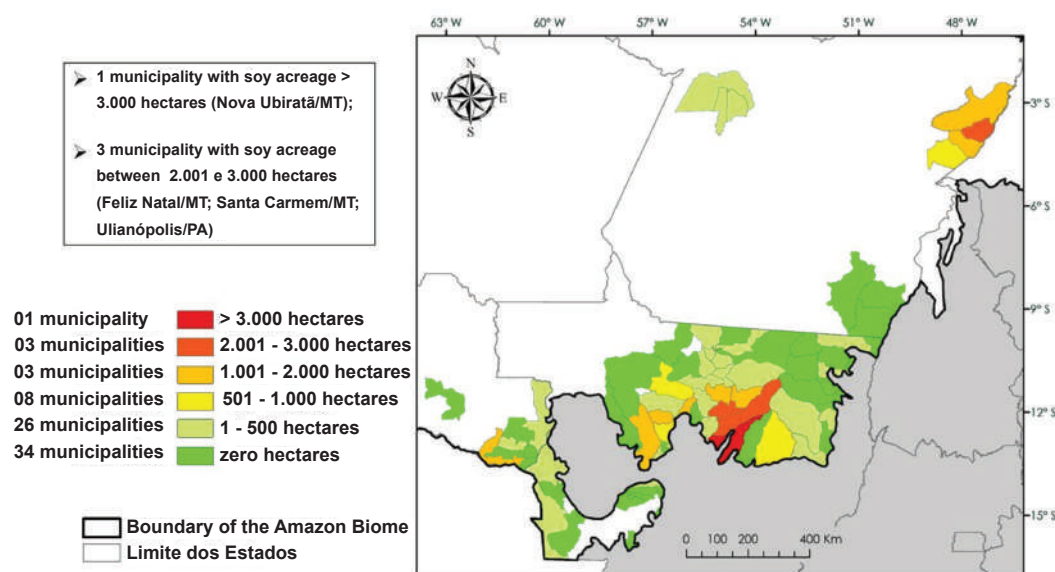 63° W 60° W 57° W 54° W 51° W 48° W
N
W E
S
➢ 1 municipality with soy acreage >
3.000 hectares (Nova Ubiratã/MT);
➢ 3 municipality with soy acreage
between 2.001 e 3.000 hectares
(Feliz Natal/MT; Santa Carmem/MT;
Ulianópolis/PA)
3° S
6° S
9° S
12° S
15° S
01 municipality > 3.000 hectares
03 municipalities 2.001 - 3.000 hectares
03 municipalities 1.001 - 2.000 hectares
08 municipalities 501 - 1.000 hectares
26 municipalities 1 - 500 hectares
34 municipalities zero hectares
Boundary of the Amazon Biome
Limite dos Estados
0 100 200 400 Km